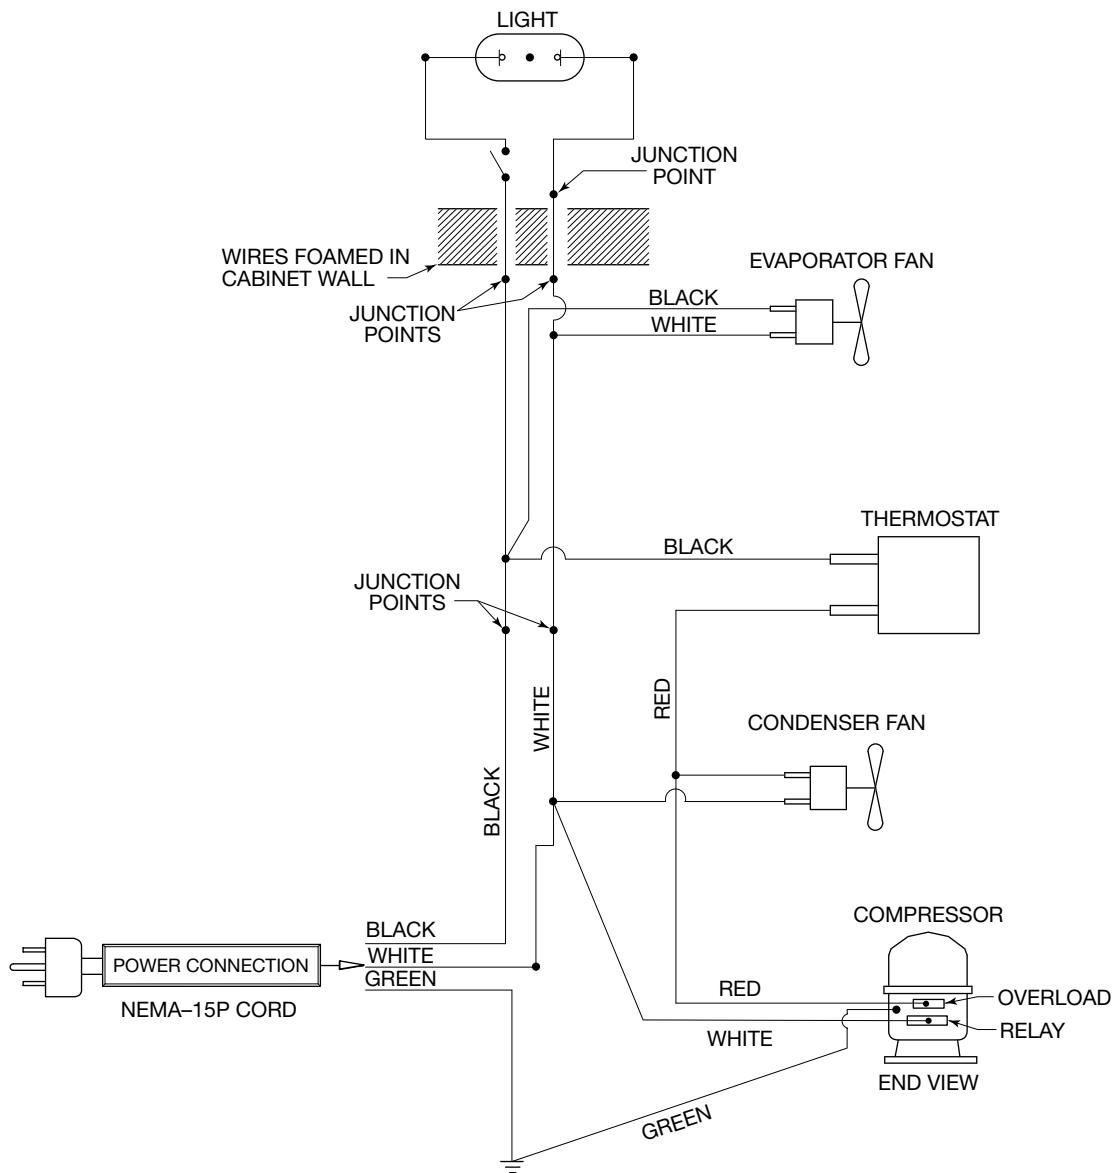 LIGHT
JUNCTION
POINT
WIRES FOAMED IN
CABINET WALL
EVAPORATOR FAN
JUNCTION
POINTS
BLACK
WHITE
THERMOSTAT
BLACK
JUNCTION
POINTS
RED
WHITE
CONDENSER FAN
BLACK
COMPRESSOR
BLACK
WHITE
GREEN
POWER CONNECTION
NEMA–15P CORD
RED
OVERLOAD
WHITE
RELAY
END VIEW
GREEN